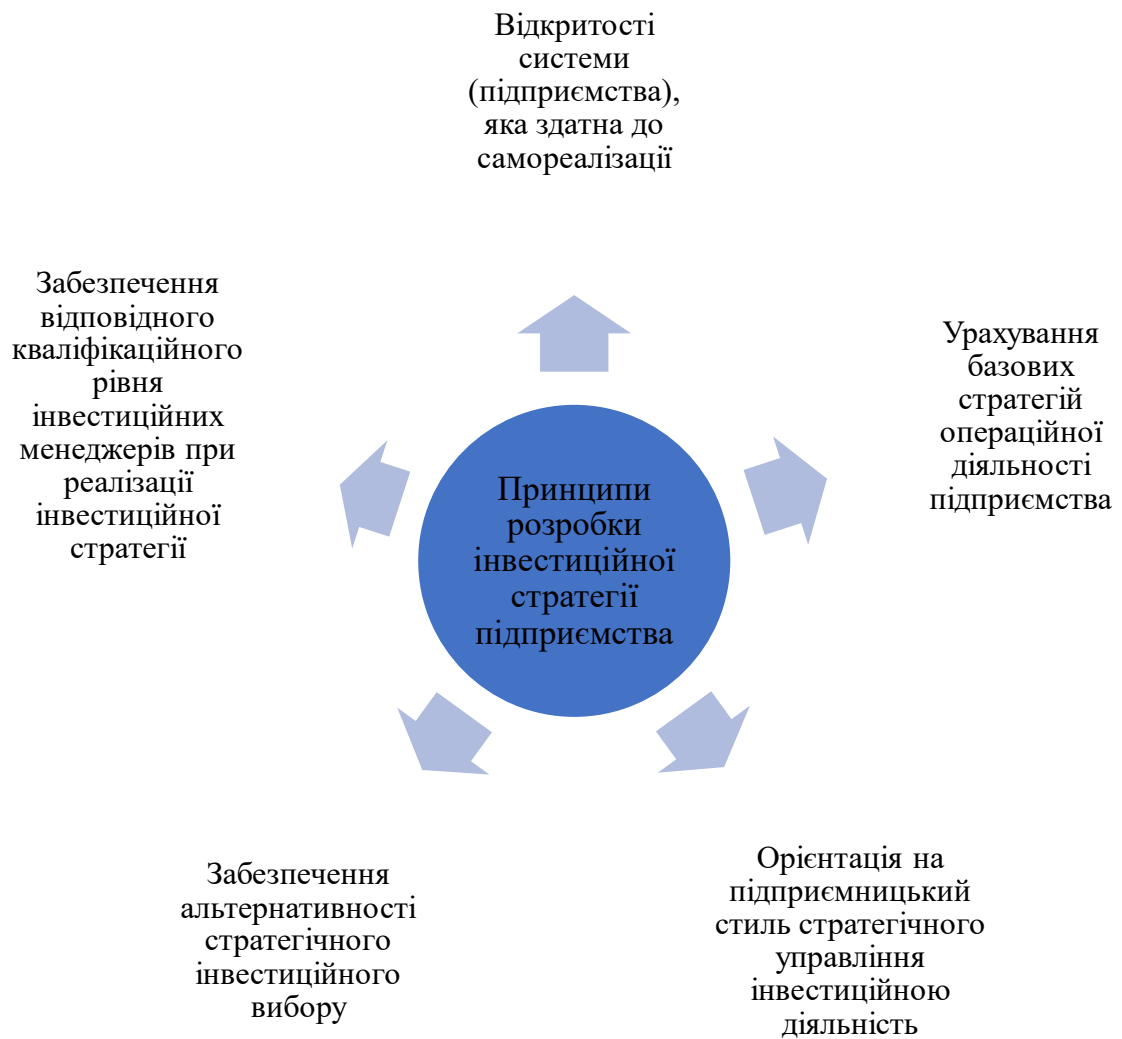 Відкритості
системи
(підприємства),
яка здатна до
самореалізації
Забезпечення
відповідного
кваліфікаційного
рівня
інвестиційних
менеджерів при
реалізації
інвестиційної
стратегії
Урахування
базових
стратегій
операційної
діяльності
підприємства
Принципи
розробки
інвестиційної
стратегії
підприємства
Забезпечення
альтернативності
стратегічного
інвестиційного
вибору
Орієнтація на
підприємницький
стиль стратегічного
управління
інвестиційною
діяльність